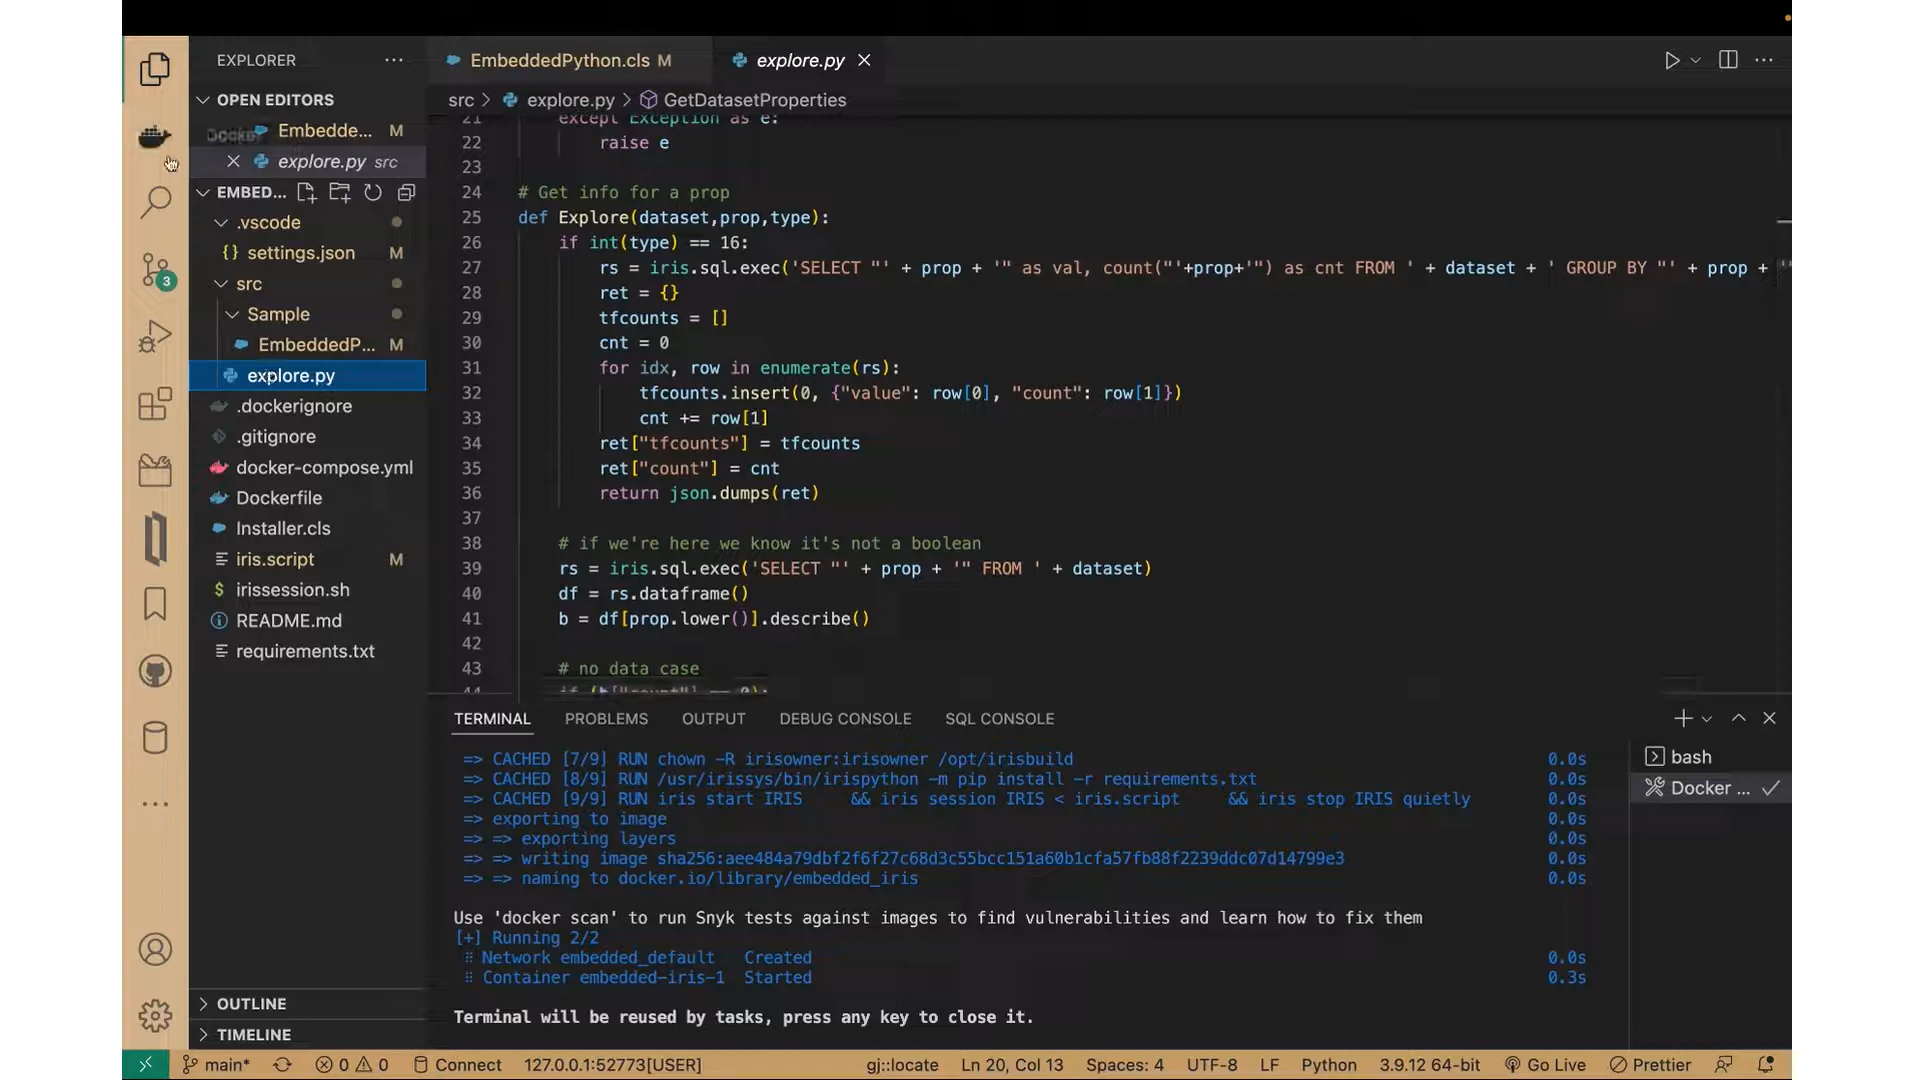 EXPLORER
OPEN EDITORS
Docker
Embedde... M
explore.py src
EMBED...
.vscode
{} settings.json M
src
Sample
EmbeddedP... M
explore.py
.dockerignore
.gitignore
docker-compose.yml
Dockerfile
Installer.cls
iris.script M
$ irissession.sh
README.md
requirements.txt
OUTLINE
TIMELINE
3
EmbeddedPython.cls M
explore.py
src > explore.py > GetDatasetProperties
21 except Exception as e:
22 raise e
23
24 # Get info for a prop
25 def Explore(dataset,prop,type):
26 if int(type) == 16:
27 rs = iris.sql.exec('SELECT "' + prop + '" as val, count("'+prop+'") as cnt FROM ' + dataset + ' GROUP BY "' + prop + '"
28 ret = {}
29 tfcounts = []
30 cnt = 0
31 for idx, row in enumerate(rs):
32 tfcounts.insert(0, {"value": row[0], "count": row[1]})
33 cnt += row[1]
34 ret["tfcounts"] = tfcounts
35 ret["count"] = cnt
36 return json.dumps(ret)
37
38 # if we're here we know it's not a boolean
39 rs = iris.sql.exec('SELECT "' + prop + '" FROM ' + dataset)
40 df = rs.dataframe()
41 b = df[prop.lower()].describe()
42
43 # no data case
44 if (b["count"] == 0):
TERMINAL PROBLEMS OUTPUT DEBUG CONSOLE SQL CONSOLE
=> CACHED [7/9] RUN chown -R irisowner:irisowner /opt/irisbuild 0.0s
=> CACHED [8/9] RUN /usr/irissys/bin/irispython -m pip install -r requirements.txt 0.0s
=> CACHED [9/9] RUN iris start IRIS && iris session IRIS < iris.script && iris stop IRIS quietly 0.0s
=> exporting to image 0.0s
=> => exporting layers 0.0s
=> => writing image sha256:aee484a79dbf2f6f27c68d3c55bcc151a60b1cfa57fb88f2239ddc07d14799e3 0.0s
=> => naming to docker.io/library/embedded_iris 0.0s
Use 'docker scan' to run Snyk tests against images to find vulnerabilities and learn how to fix them
[+] Running 2/2
⠿ Network embedded_default Created 0.0s
⠿ Container embedded-iris-1 Started 0.3s
Terminal will be reused by tasks, press any key to close it.
bash
Docker ...
main* 0 0 Connect 127.0.0.1:52773[USER] gj::locate Ln 20, Col 13 Spaces: 4 UTF-8 LF Python 3.9.12 64-bit Go Live Prettier